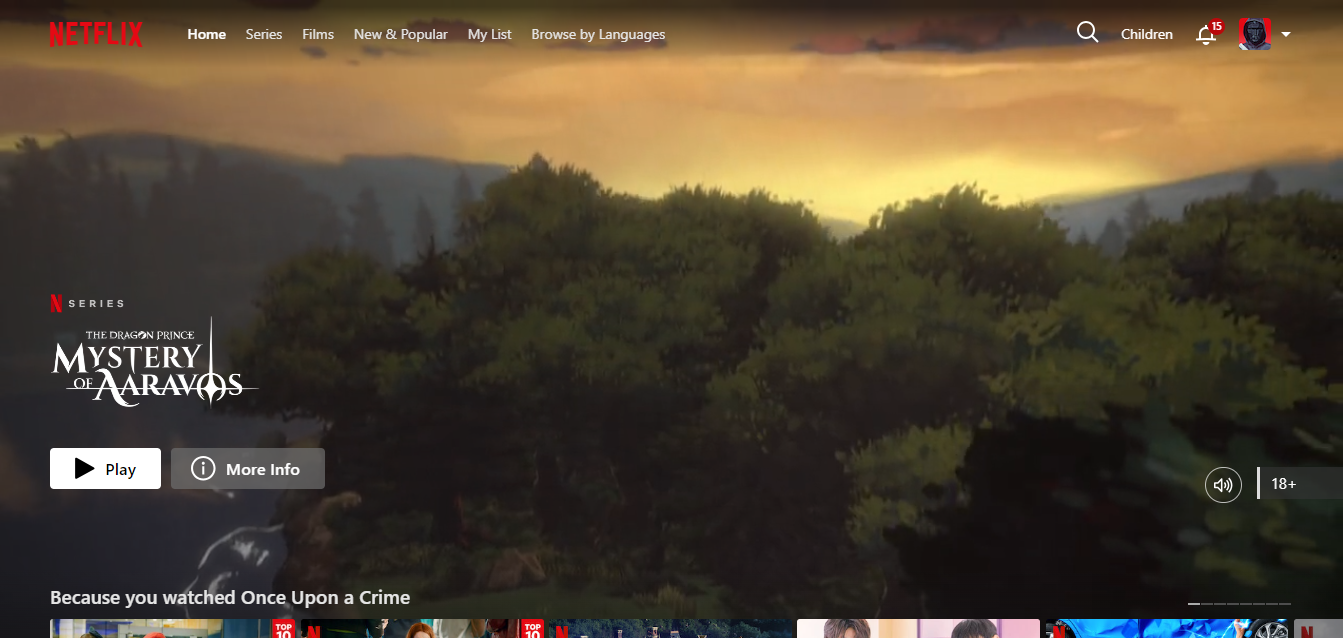 NETFLIX Home Series Films New & Popular My List Browse by Languages Children 15
N SERIES
THE DRAGON PRINCE
MYSTERY
OF AARAVOS
Play More Info
18+
Because you watched Once Upon a Crime
TOP 10 N TOP 10 N N N